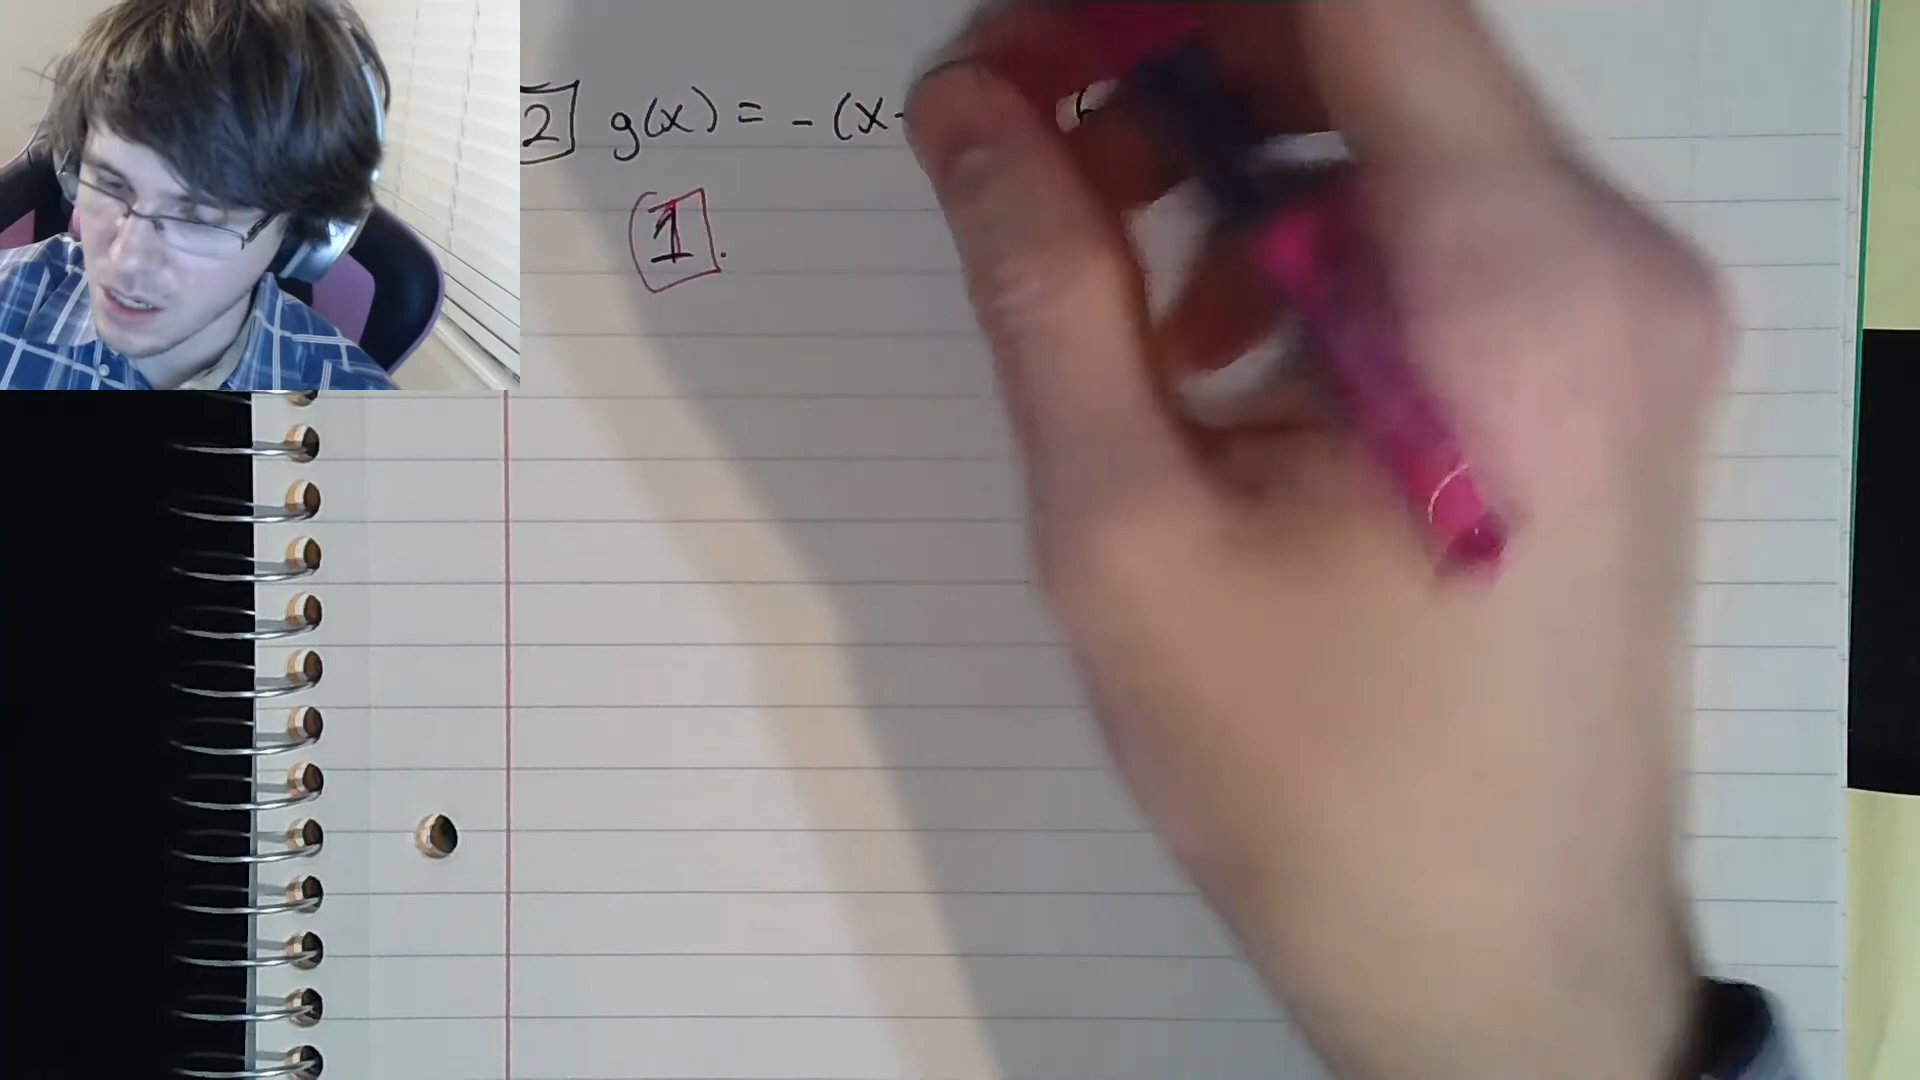 2 g(x) = - (x-
1.